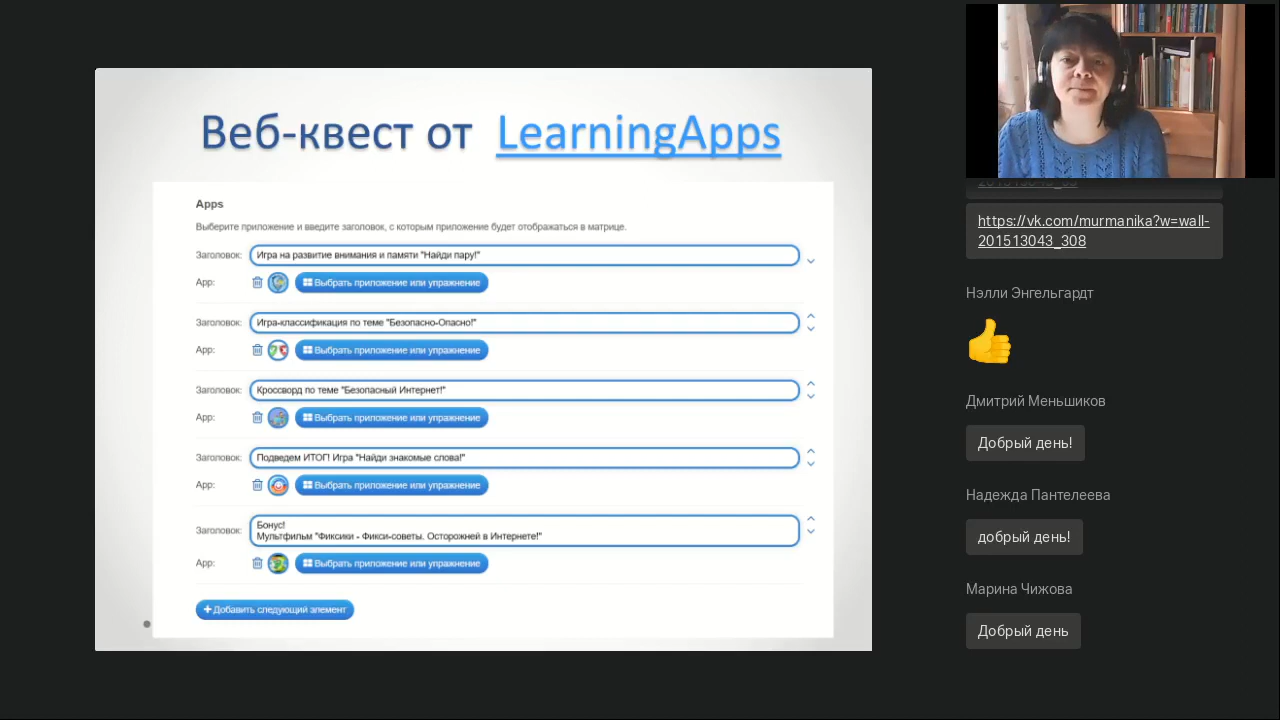 Веб-квест от LearningApps
Apps
Выберите приложение и введите заголовок, с которым приложение будет отображаться в матрице.
Заголовок: Игра на развитие внимания и памяти "Найди пару!"
App: Выбрать приложение или упражнение
Заголовок: Игра-классификация по теме "Безопасно-Опасно!"
App: Выбрать приложение или упражнение
Заголовок: Кроссворд по теме "Безопасный Интернет!"
App: Выбрать приложение или упражнение
Заголовок: Подведем ИТОГ! Игра "Найди знакомые слова!"
App: Выбрать приложение или упражнение
Заголовок: Бонус!
Мультфильм "Фиксики - Фикси-советы. Осторожней в Интернете!"
App: Выбрать приложение или упражнение
Добавить следующий элемент
https://vk.com/murmanika?w=wall-
201513043_308
Нэлли Энгельгардт
Дмитрий Меньшиков
Добрый день!
Надежда Пантелеева
добрый день!
Марина Чижова
Добрый день